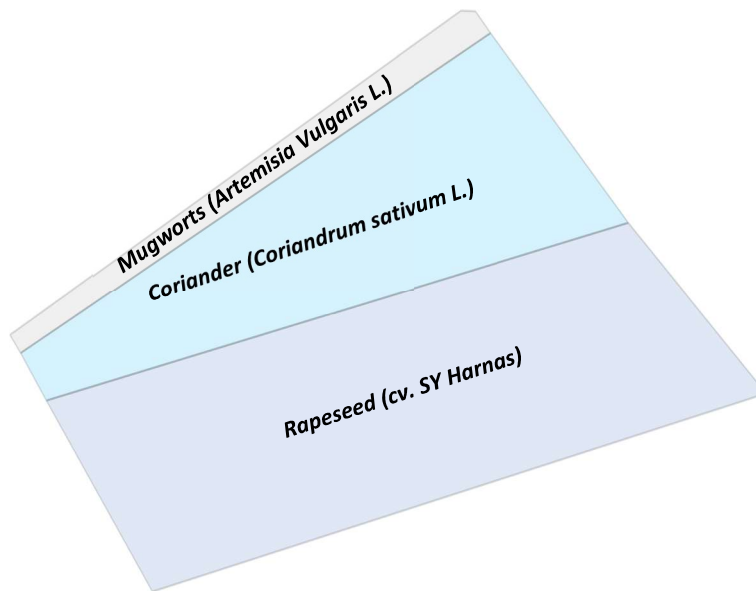 Mugworts (Artemisia Vulgaris L.)
Coriander (Coriandrum sativum L.)
Rapeseed (cv. SY Harnas)